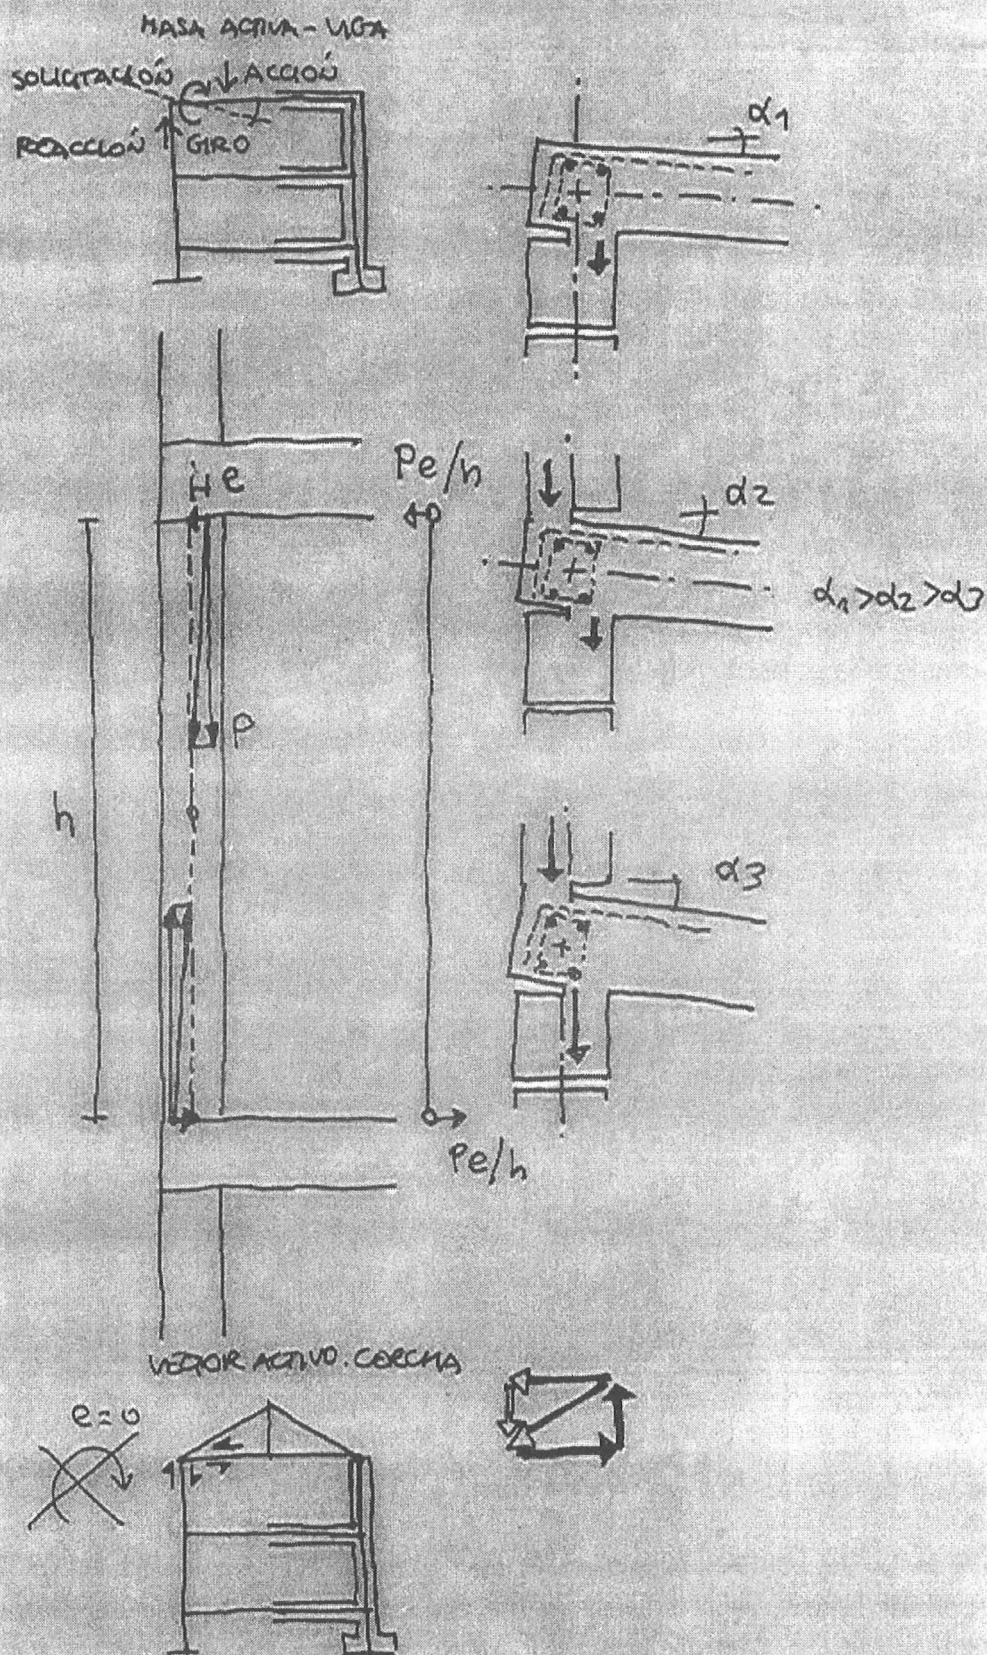 MASA ACTIVA - VIGA
SOLICITACIÓN
ACCIÓN
REACCIÓN
GIRO
α1
e
Pe/h
α2
α1>α2>α3
P
h
α3
Pe/h
VECTOR ACTIVO. CERCHA
e=0